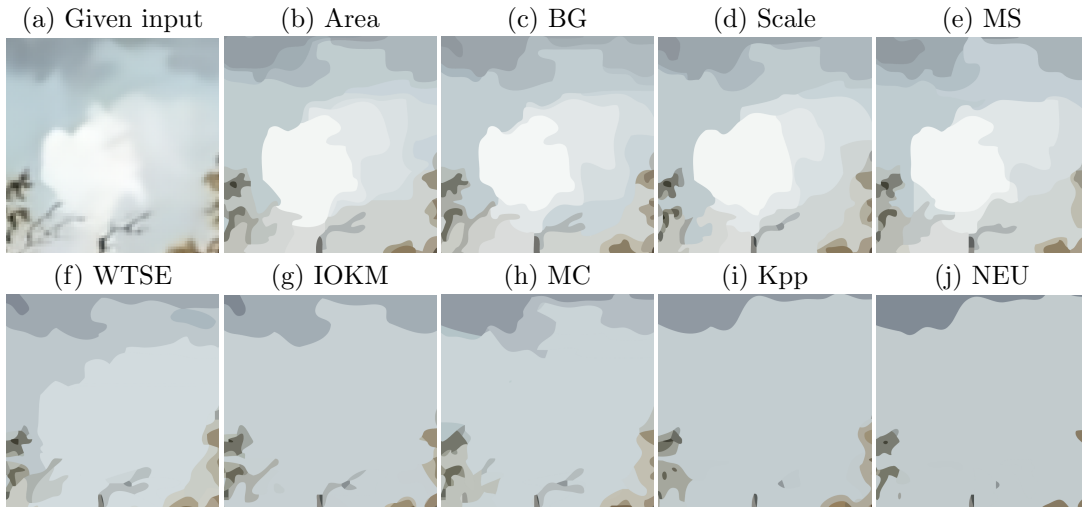 (a) Given input (b) Area (c) BG (d) Scale (e) MS
(f) WTSE (g) IOKM (h) MC (i) Kpp (j) NEU